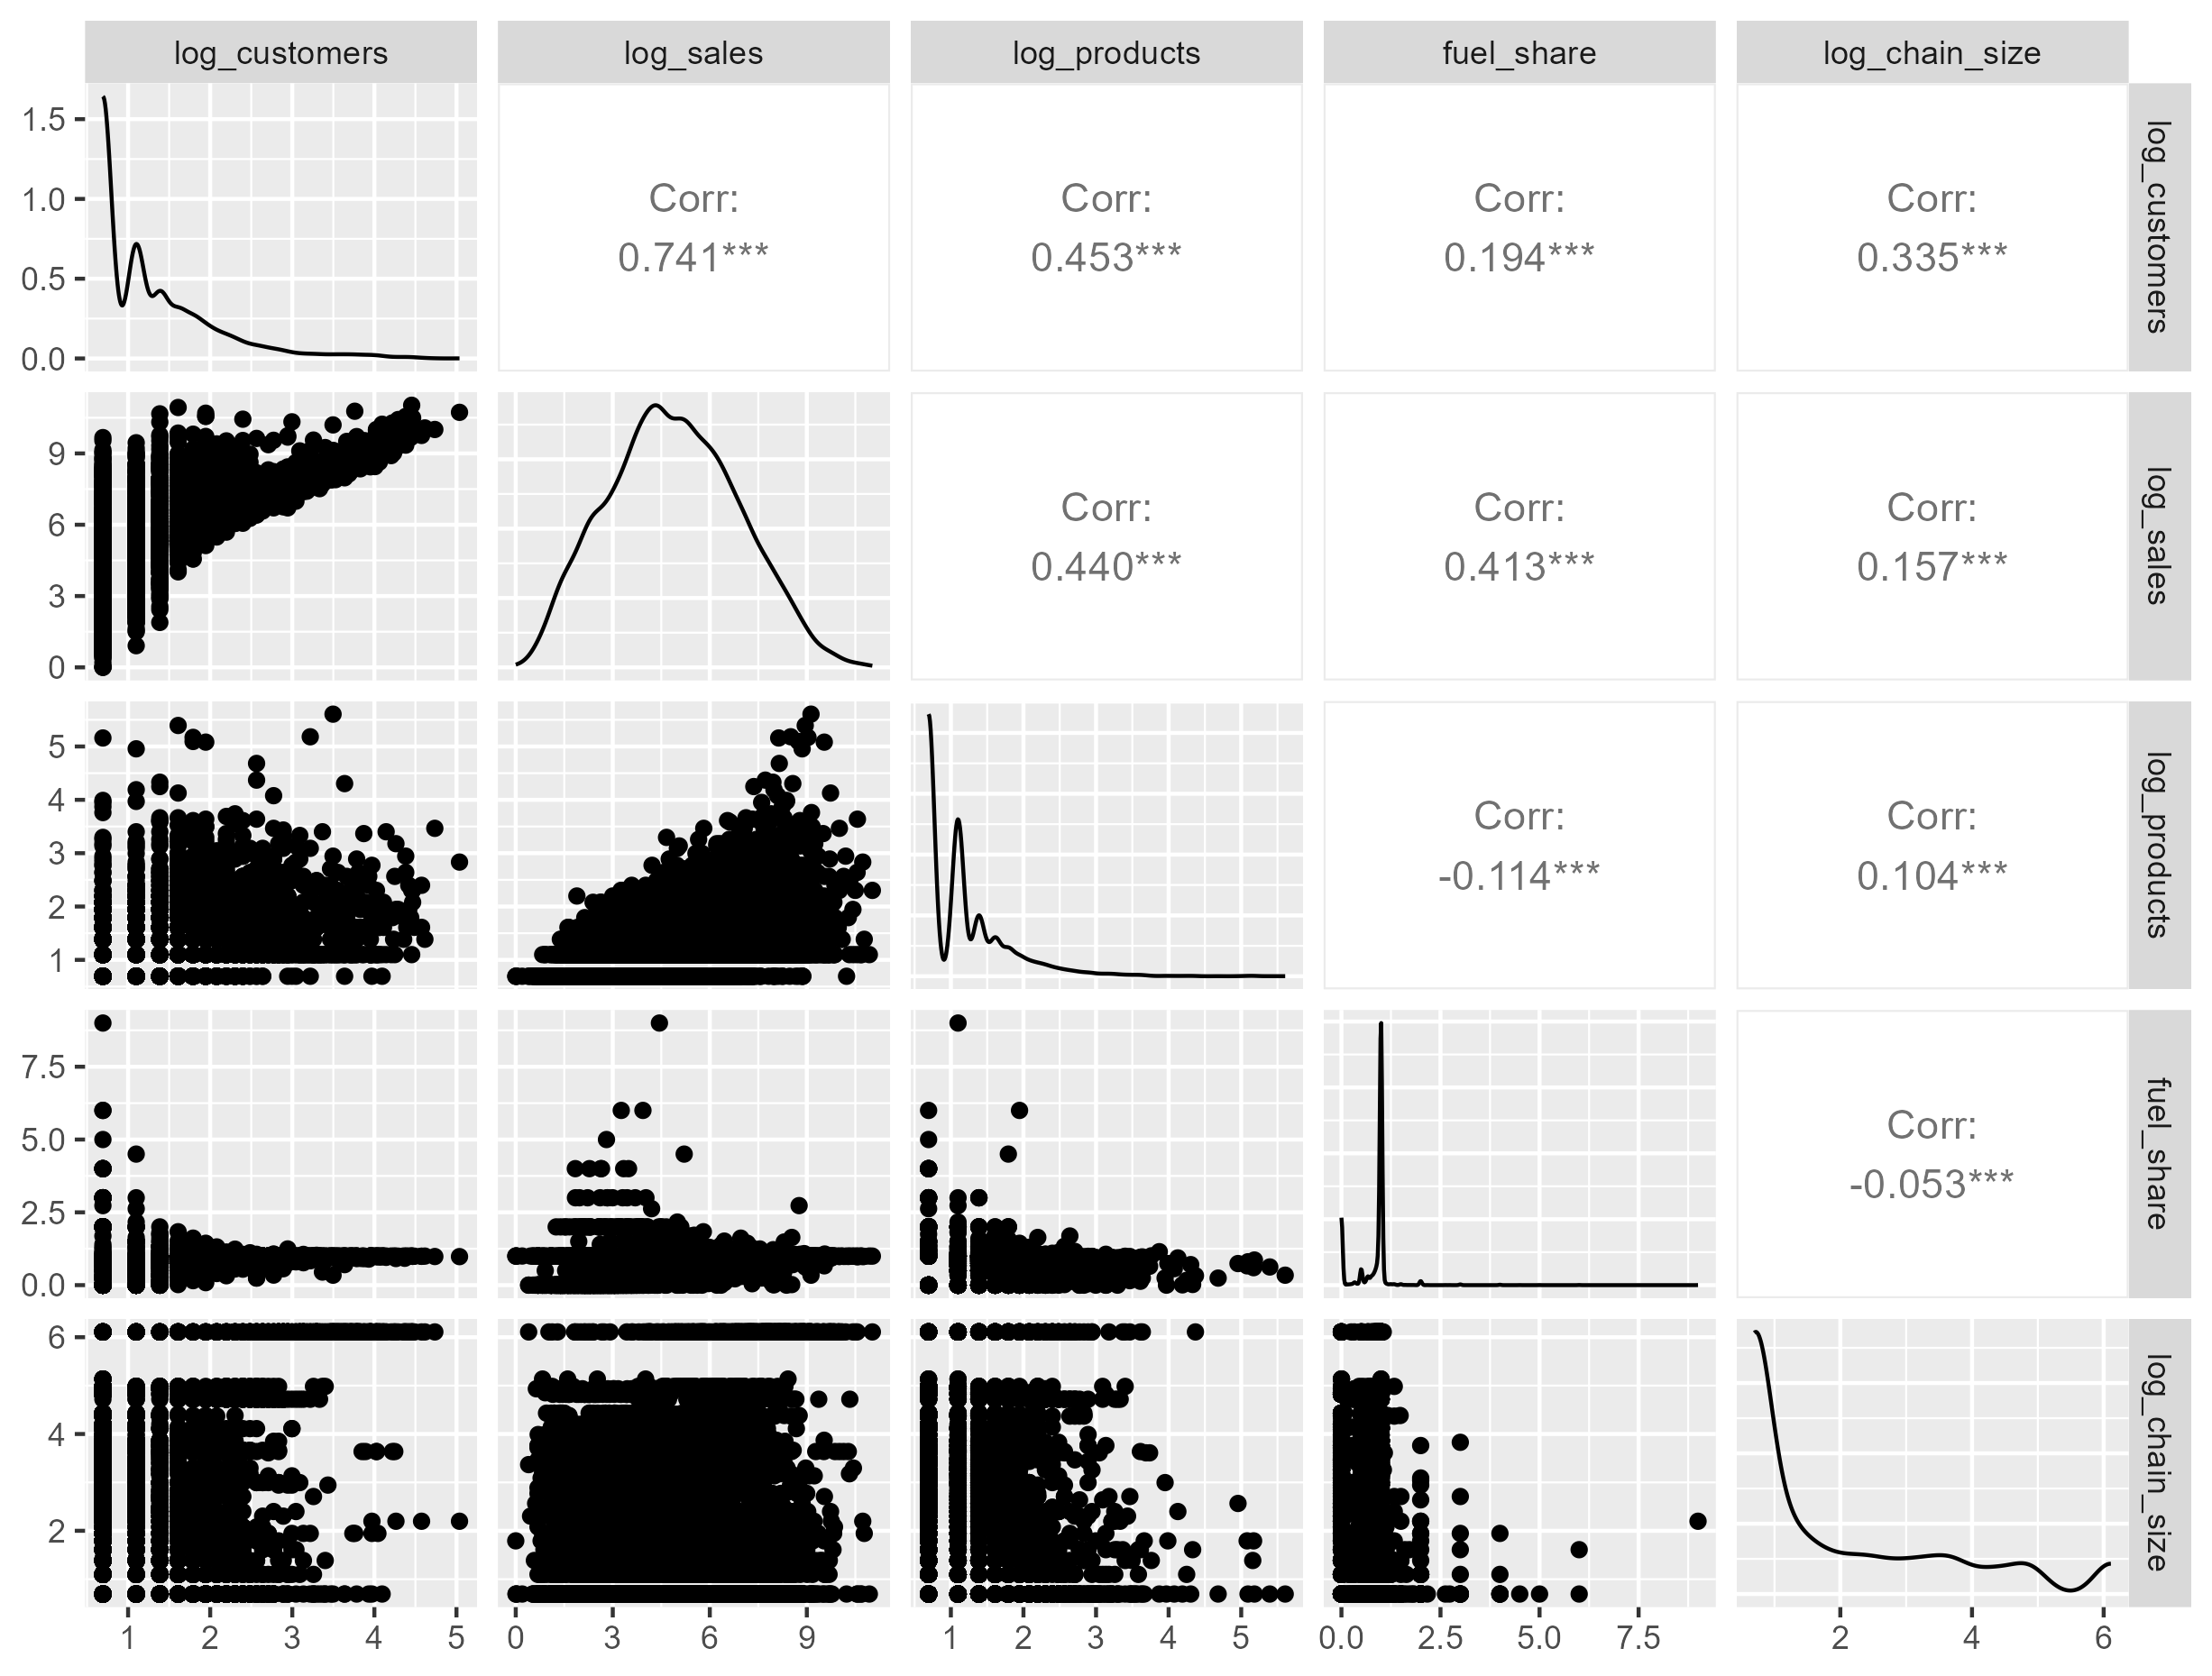 log_customers
log_sales
log_products
fuel_share
log_chain_size
1.5
1.0
0.5
0.0
Corr:
0.741***
Corr:
0.453***
Corr:
0.194***
Corr:
0.335***
log_customers
9
6
3
0
Corr:
0.440***
Corr:
0.413***
Corr:
0.157***
log_sales
5
4
3
2
1
Corr:
-0.114***
Corr:
0.104***
log_products
7.5
5.0
2.5
0.0
Corr:
-0.053***
fuel_share
6
4
2
log_chain_size
1 2 3 4 5
0 3 6 9
1 2 3 4 5
0.0 2.5 5.0 7.5
2 4 6